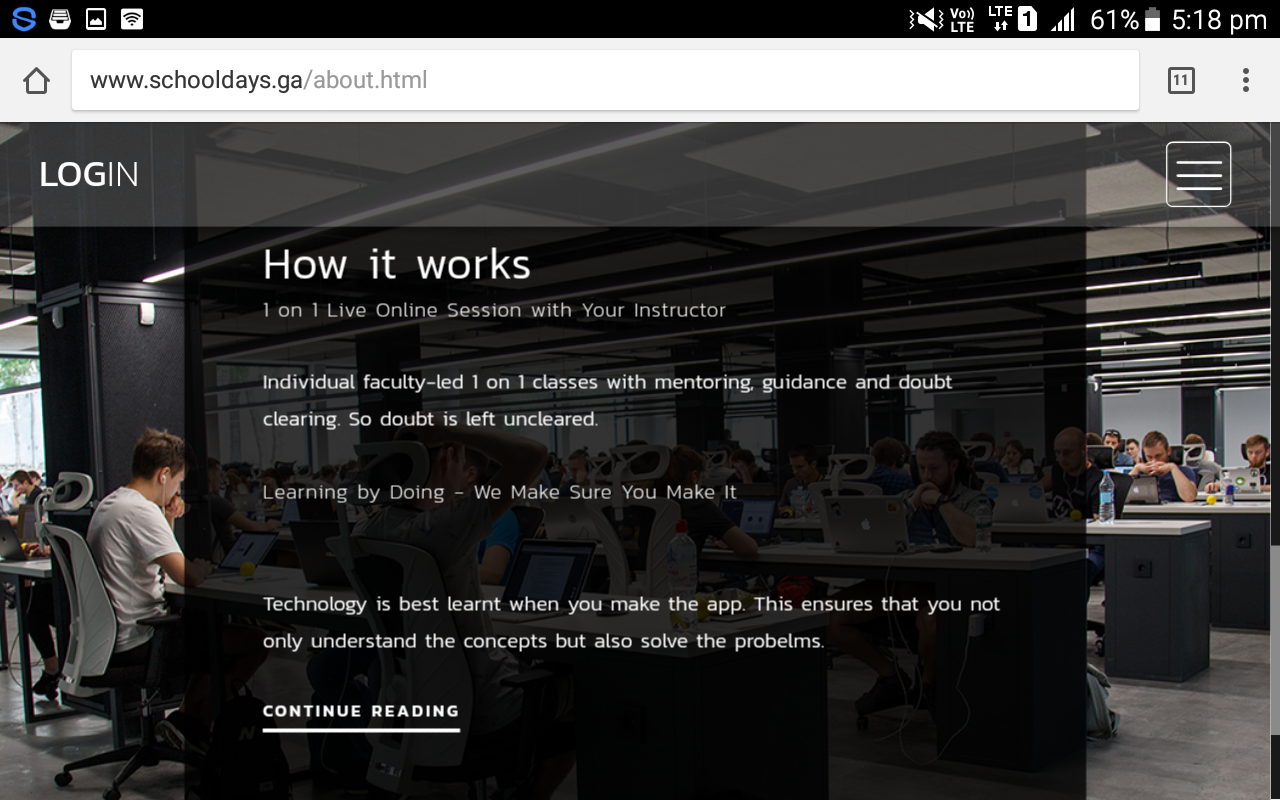 Vo)) LTE LTE 1 61% 5:18 pm
www.schooldays.ga/about.html
11
LOGIN
How it works
1 on 1 Live Online Session with Your Instructor
Individual faculty-led 1 on 1 classes with mentoring, guidance and doubt
clearing. So doubt is left uncleared.
Learning by Doing - We Make Sure You Make It
Technology is best learnt when you make the app. This ensures that you not
only understand the concepts but also solve the probelms.
CONTINUE READING